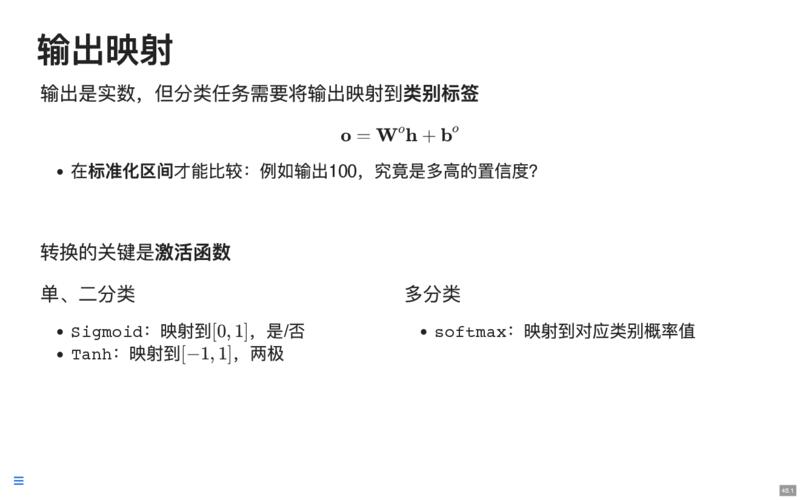 输出映射
输出是实数，但分类任务需要将输出映射到类别标签
o = Wᵒh + bᵒ
• 在标准化区间才能比较：例如输出100，究竟是多高的置信度？
转换的关键是激活函数
单、二分类
• Sigmoid：映射到[0, 1]，是/否
• Tanh：映射到[−1, 1]，两极
多分类
• softmax：映射到对应类别概率值
45.1